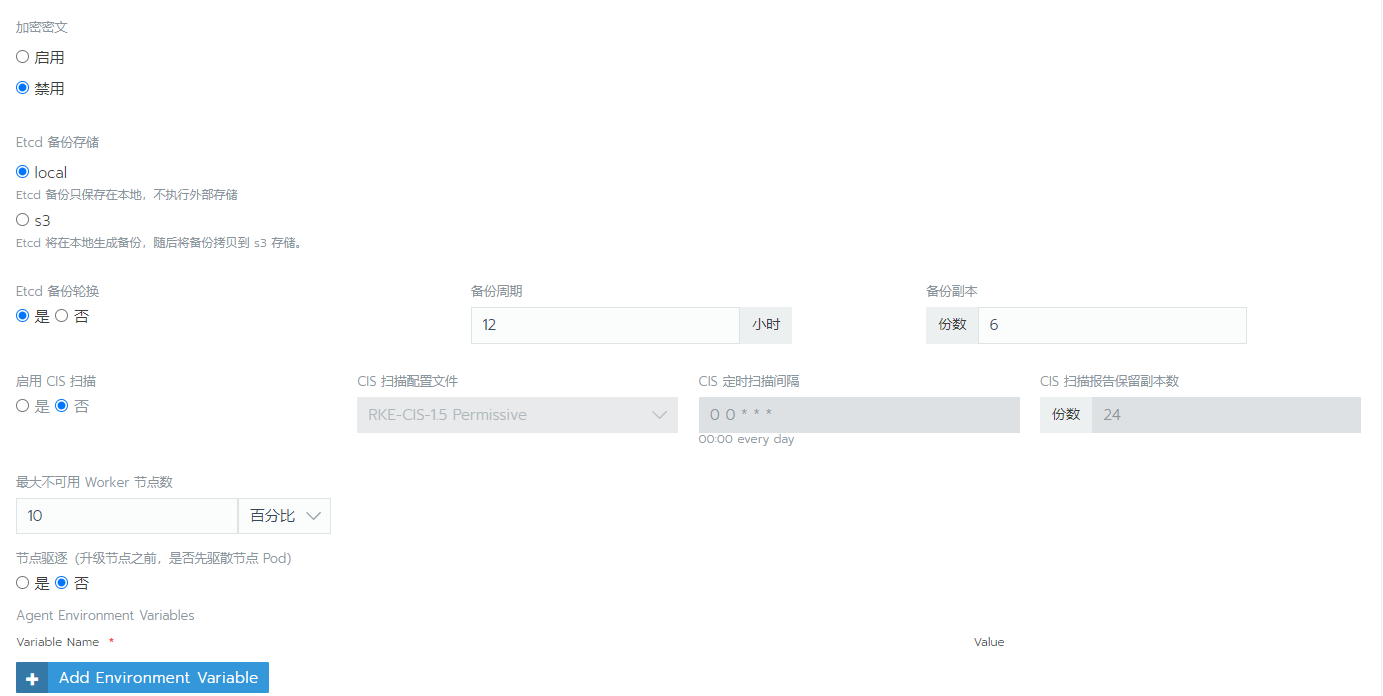 加密密文
启用
禁用
Etcd 备份存储
local
Etcd 备份只保存在本地，不执行外部存储
s3
Etcd 将在本地生成备份，随后将备份拷贝到 s3 存储。
Etcd 备份轮换 备份周期 备份副本
是 否 12 小时 份数 6
启用 CIS 扫描 CIS 扫描配置文件 CIS 定时扫描间隔 CIS 扫描报告保留副本数
是 否 RKE-CIS-1.5 Permissive 0 0 * * * 份数 24
00:00 every day
最大不可用 Worker 节点数
10 百分比
节点驱逐（升级节点之前，是否先驱散节点 Pod）
是 否
Agent Environment Variables
Variable Name * Value
+ Add Environment Variable